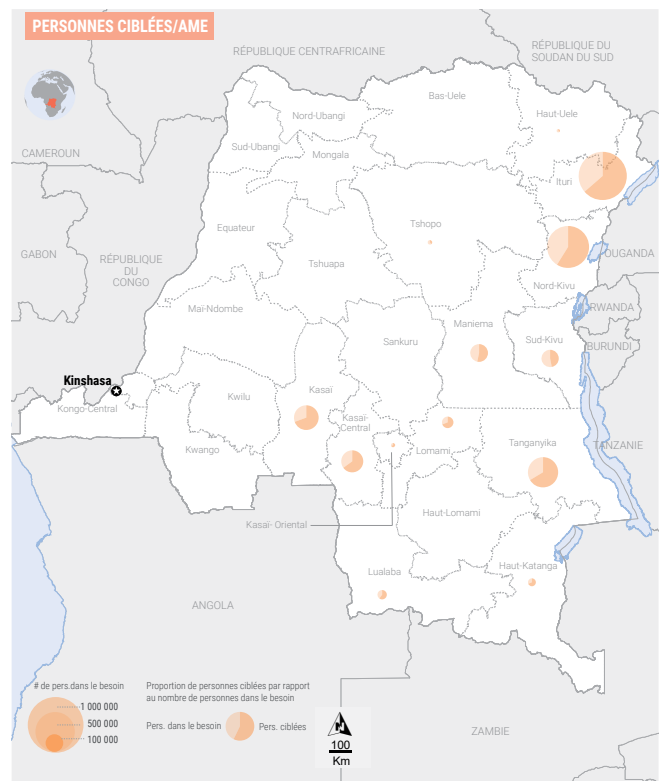 PERSONNES CIBLÉES/AME
RÉPUBLIQUE CENTRAFRICAINE
RÉPUBLIQUE DU
SOUDAN DU SUD
Bas-Uele
Haut-Uele
Nord-Ubangi
Sud-Ubangi
CAMEROUN
Mongala
Ituri
Equateur
Tshopo
GABON
RÉPUBLIQUE
DU
CONGO
Tshuapa
OUGANDA
Nord-Kivu
Maï-Ndombe
RWANDA
Maniema
Sankuru
Sud-Kivu
BURUNDI
Kinshasa
Kasaï
Kwilu
Kongo-Central
Kasaï-
Central
Kwango
Lomami
Tanganyika
TANZANIE
Haut-Lomami
Kasaï- Oriental
Lualaba
Haut-Katanga
ANGOLA
# de pers.dans le besoin
1 000 000
500 000
100 000
Proportion de personnes ciblées par rapport
au nombre de personnes dans le besoin
Pers. dans le besoin
Pers. ciblées
100
Km
ZAMBIE